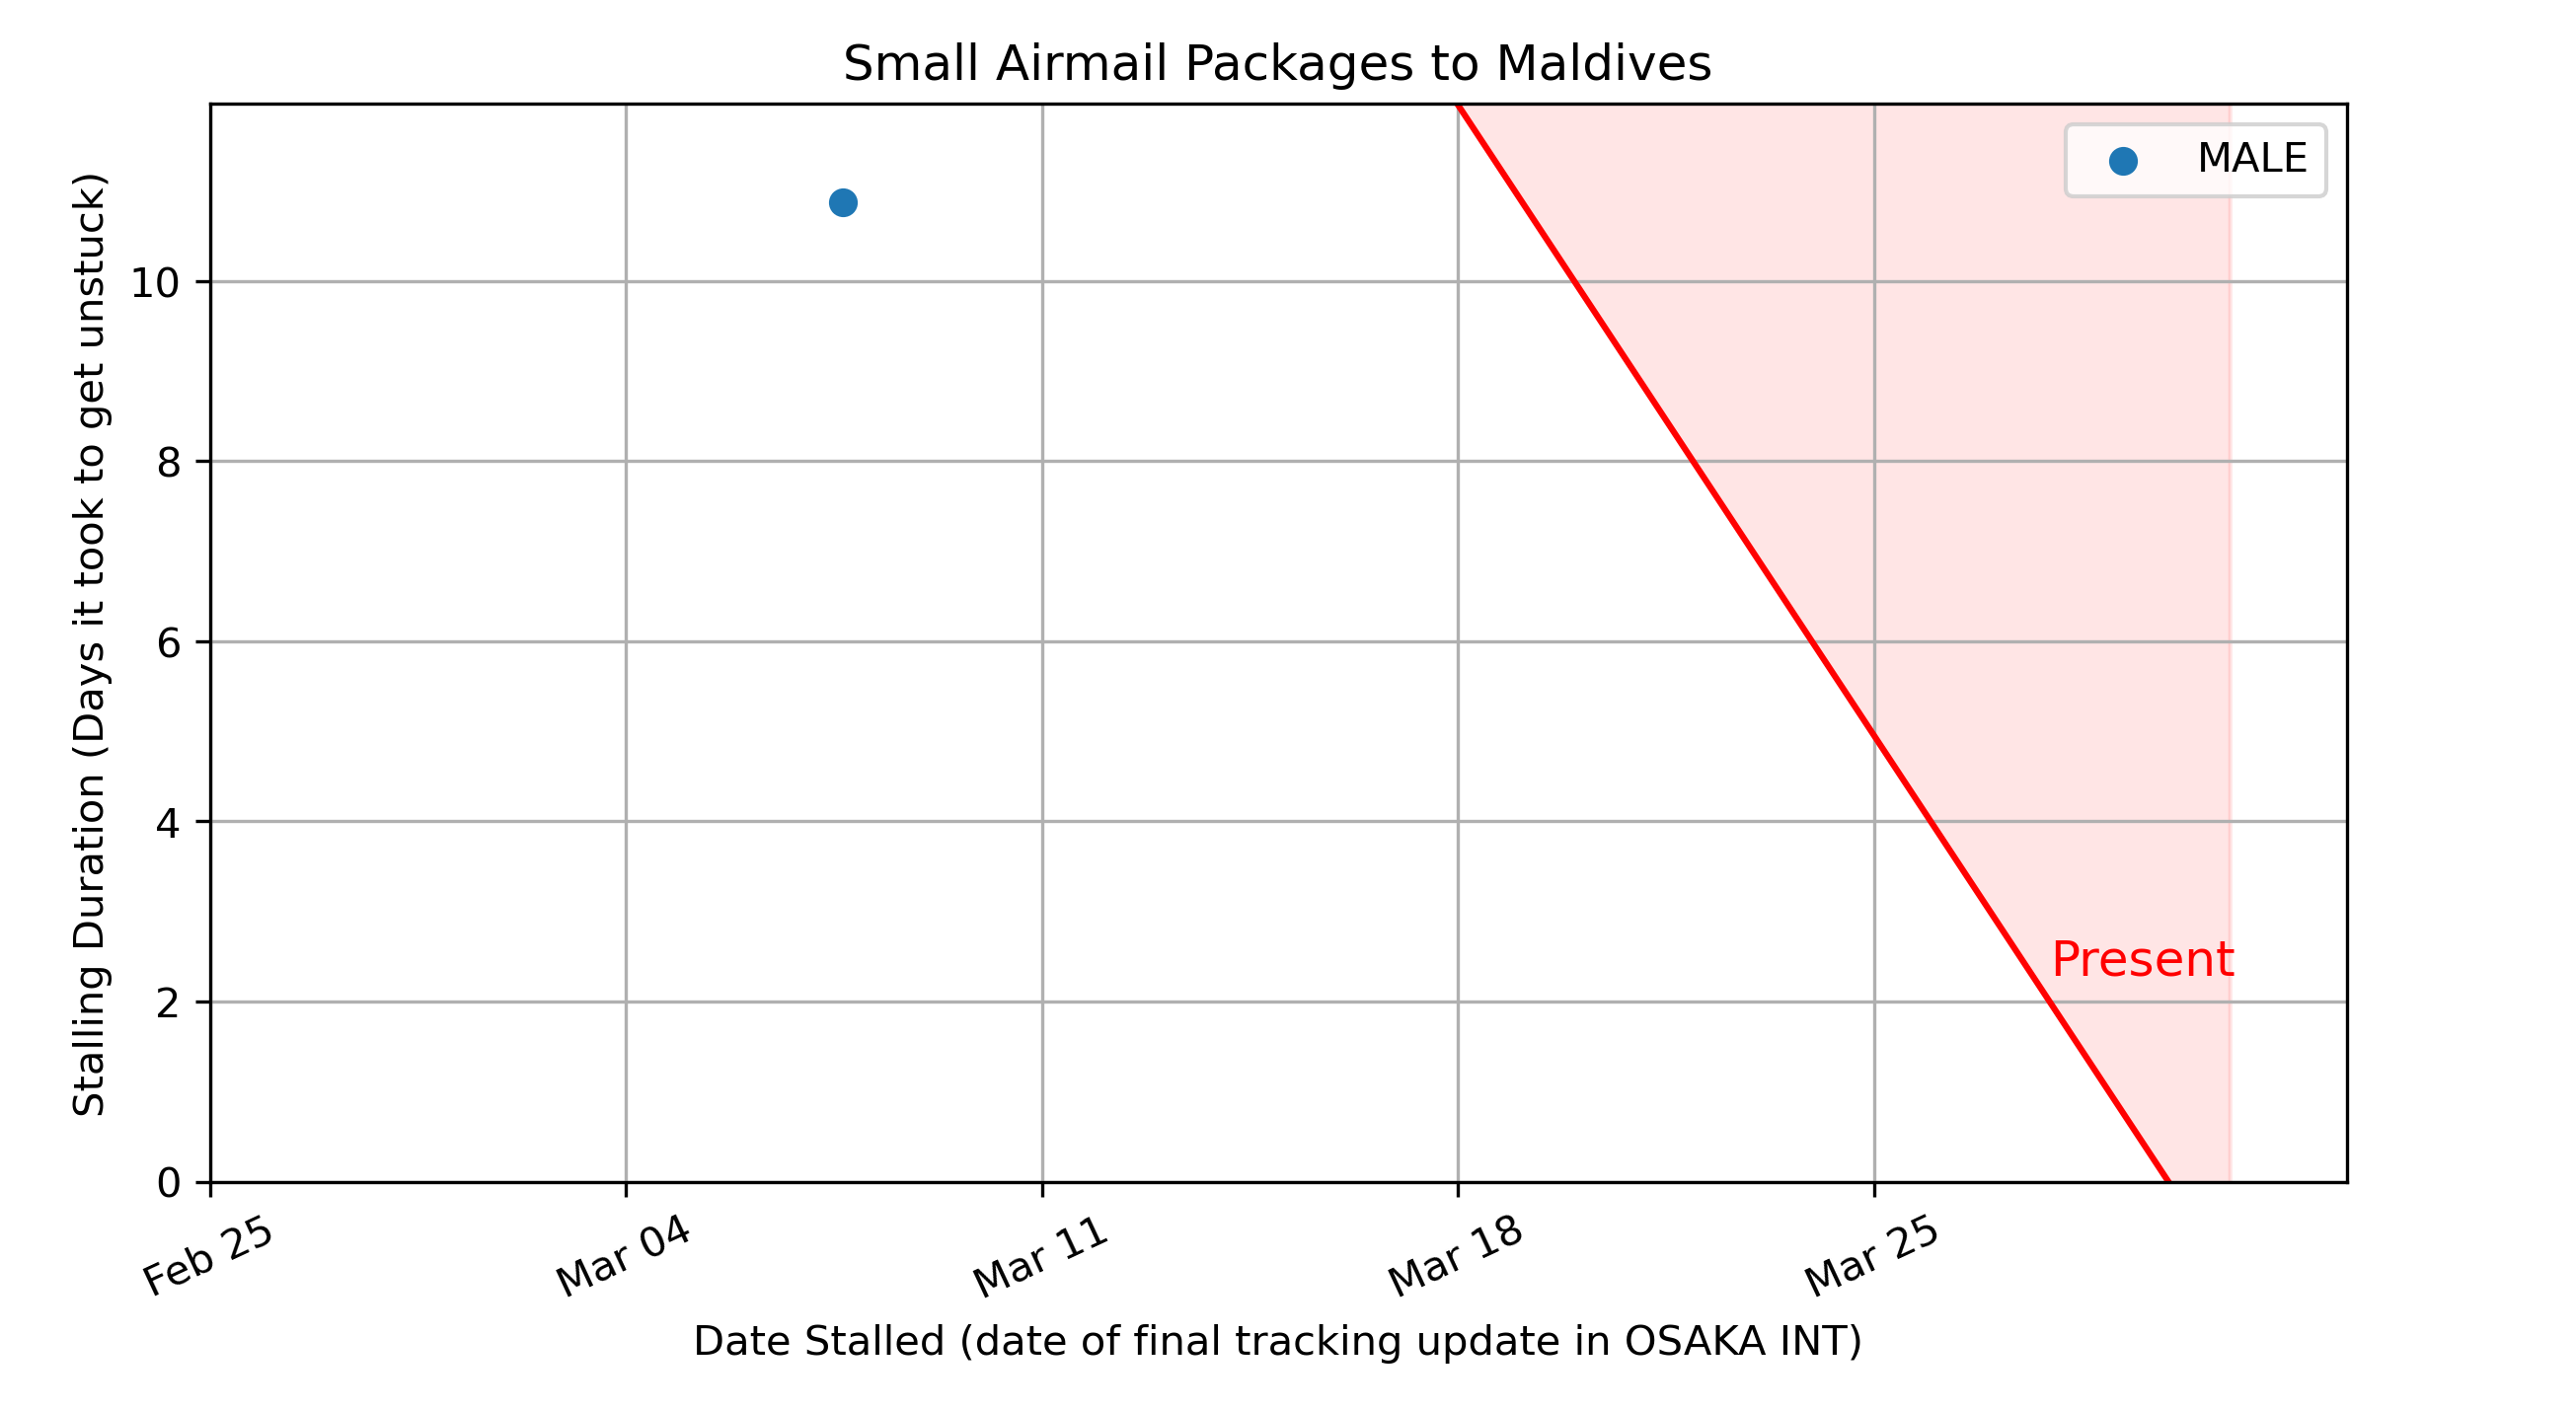 Small Airmail Packages to Maldives
MALE
Stalling Duration (Days it took to get unstuck)
10
8
6
4
2
0
Present
Feb 25
Mar 04
Mar 11
Mar 18
Mar 25
Date Stalled (date of final tracking update in OSAKA INT)